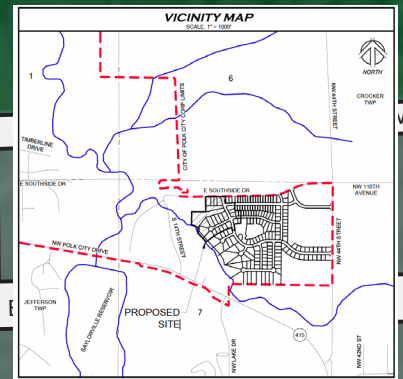 VICINITY MAP
SCALE: 1" = 1000'
NORTH
1
6
CROCKER
TWP
NW 44TH STREET
CITY OF POLK CITY CORP LIMITS
TIMBERLINE
DRIVE
E SOUTHSIDE DR
E SOUTHSIDE DR
NW 110TH
AVENUE
S 14TH STREET
NW 44TH STREET
NW POLK CITY DRIVE
JEFFERSON
TWP
SAYLORVILLE RESERVOIR
PROPOSED
SITE
7
415
NW LAKE DR
NW 42ND ST